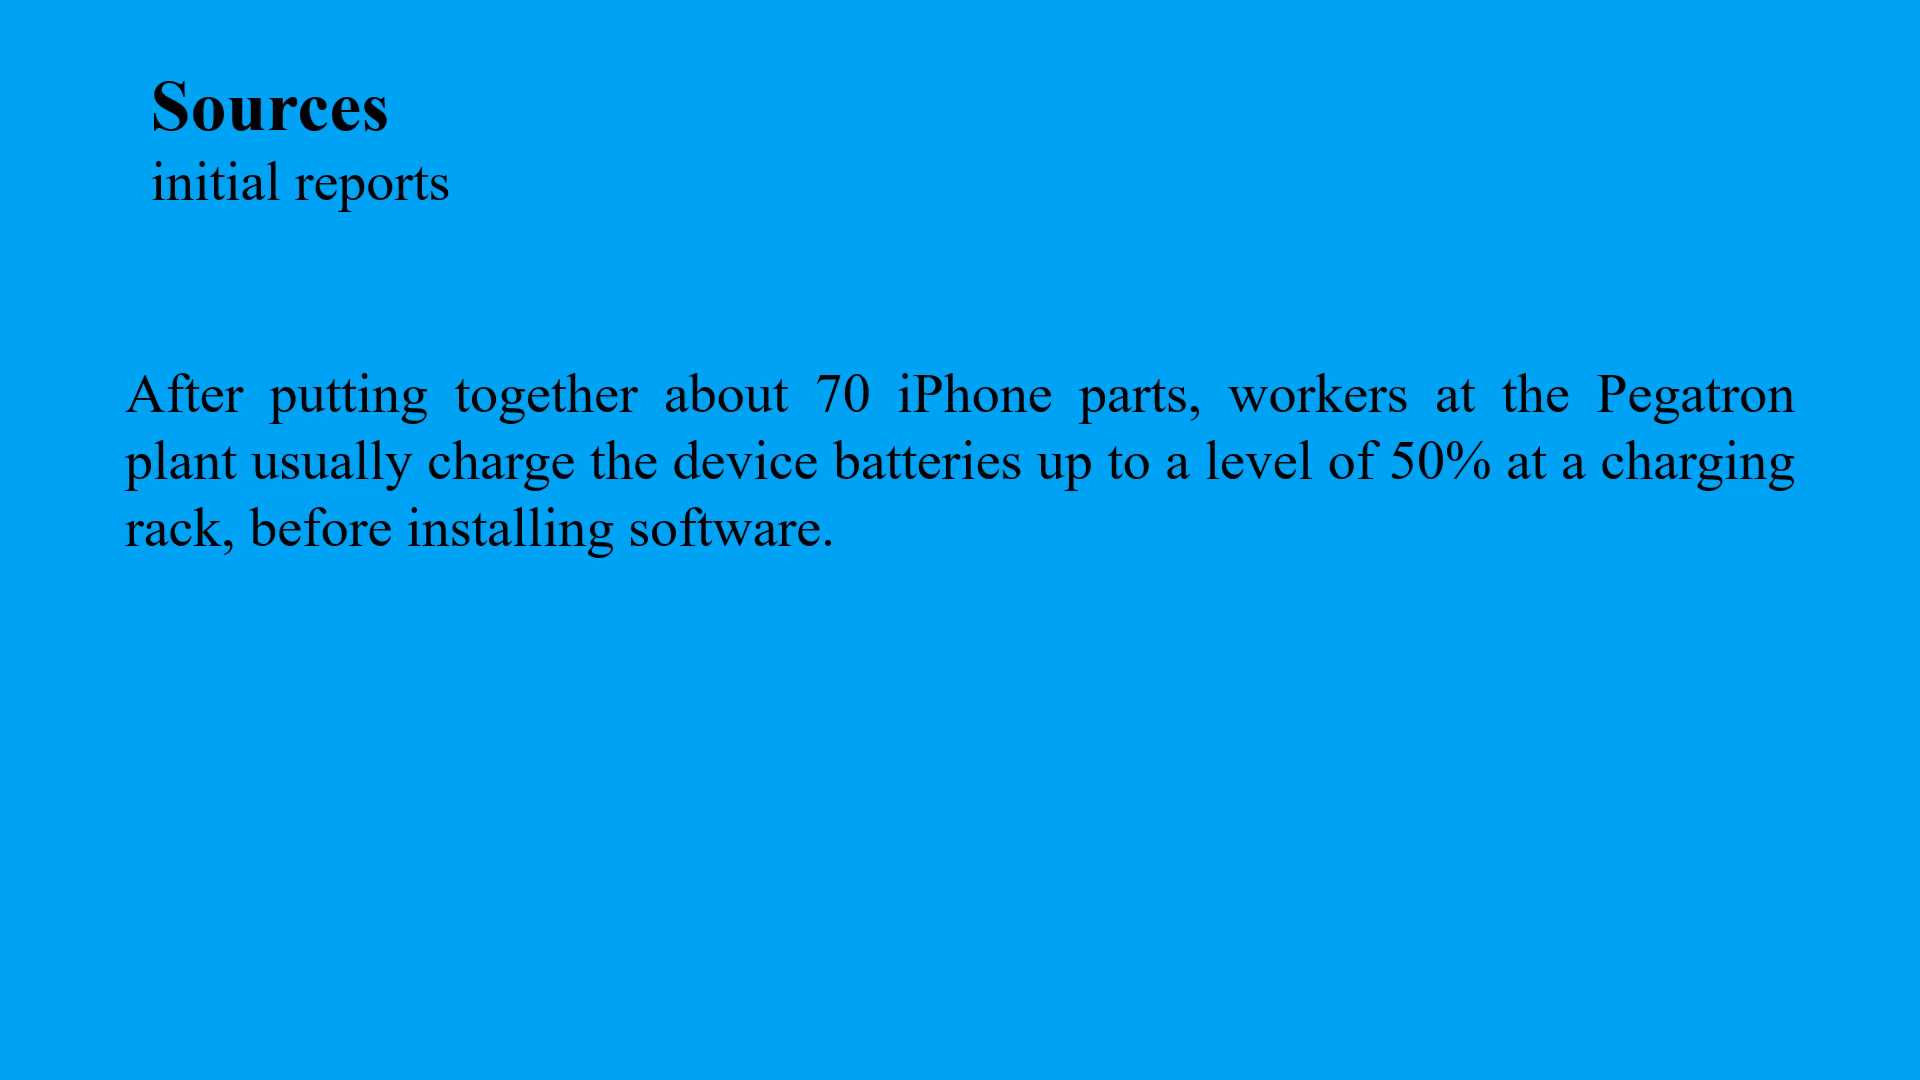 Sources
initial reports
After putting together about 70 iPhone parts, workers at the Pegatron
plant usually charge the device batteries up to a level of 50% at a charging
rack, before installing software.